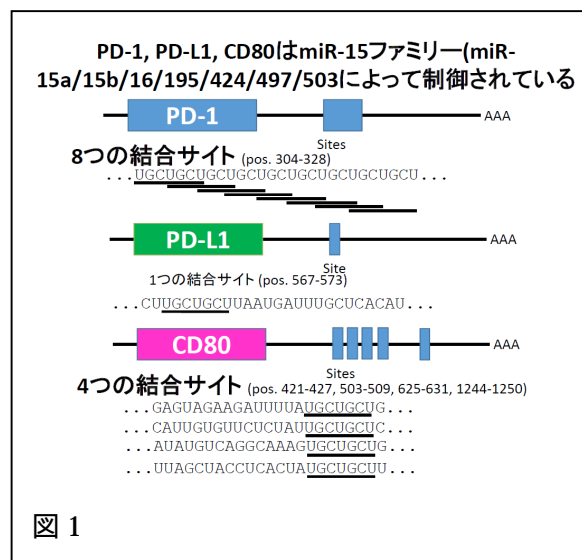 PD-1, PD-L1, CD80はmiR-15ファミリー(miR-
15a/15b/16/195/424/497/503によって制御されている
PD-1
AAA
Sites
8つの結合サイト (pos. 304-328)
...UGCUGCUGCUGCUGCUGCUGCUGCUGCU...
PD-L1
AAA
Site
1つの結合サイト (pos. 567-573)
...CUUGCUGCUUAAUGAUUUGCUCACAU...
CD80
AAA
Sites
4つの結合サイト (pos. 421-427, 503-509, 625-631, 1244-1250)
...GAGUAGAAGAUUUUAUGCUGCUG...
...CAUUGUGUUCUCUAUUGCUGCUC...
...AUAUGUCAGGCAAAGUGCUGCUG...
...UUAGCUACCUCACUAUGCUGCUU...
図 1